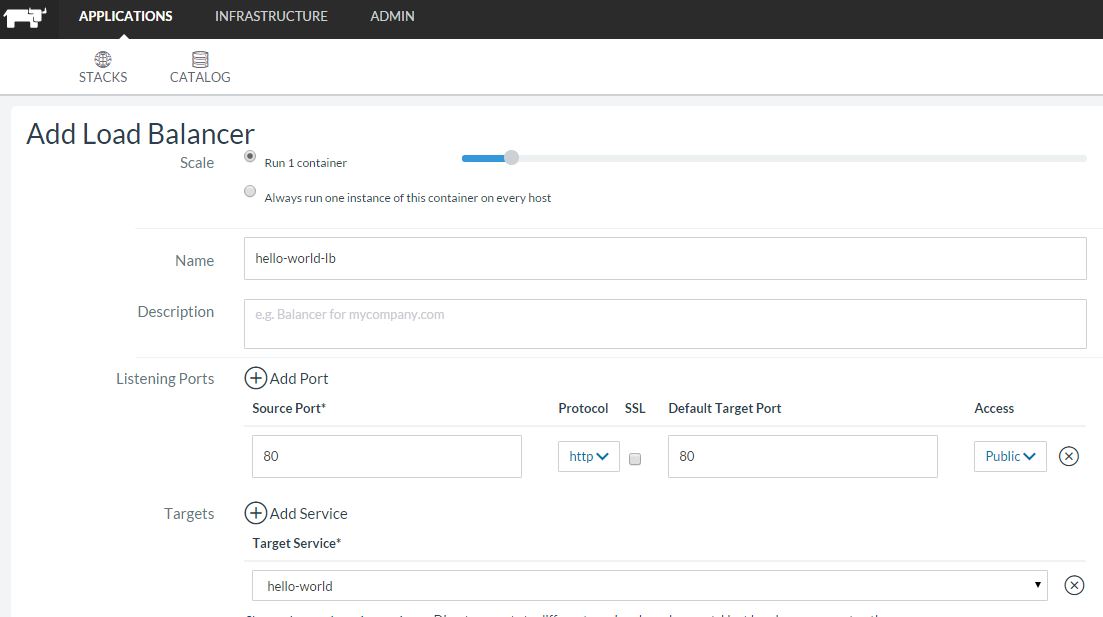 APPLICATIONS INFRASTRUCTURE ADMIN
STACKS CATALOG
Add Load Balancer
Scale Run 1 container
Always run one instance of this container on every host
Name hello-world-lb
Description e.g. Balancer for mycompany.com
Listening Ports Add Port
Source Port* Protocol SSL Default Target Port Access
80 http 80 Public
Targets Add Service
Target Service*
hello-world